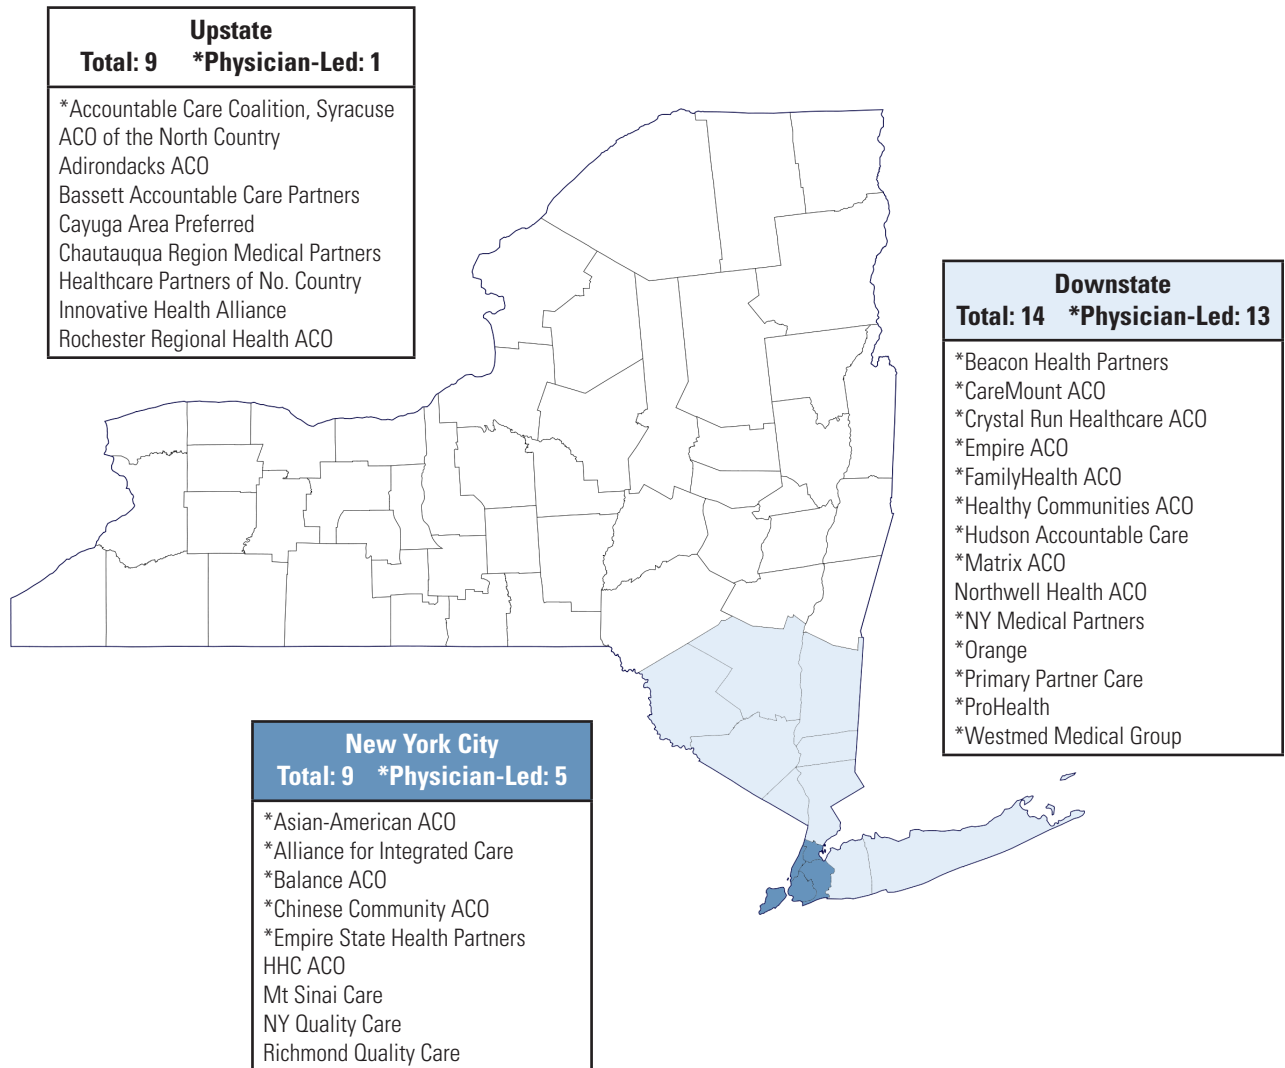 Upstate
Total: 9 *Physician-Led: 1
*Accountable Care Coalition, Syracuse
ACO of the North Country
Adirondacks ACO
Bassett Accountable Care Partners
Cayuga Area Preferred
Chautauqua Region Medical Partners
Healthcare Partners of No. Country
Innovative Health Alliance
Rochester Regional Health ACO
Downstate
Total: 14 *Physician-Led: 13
*Beacon Health Partners
*CareMount ACO
*Crystal Run Healthcare ACO
*Empire ACO
*FamilyHealth ACO
*Healthy Communities ACO
*Hudson Accountable Care
*Matrix ACO
Northwell Health ACO
*NY Medical Partners
*Orange
*Primary Partner Care
*ProHealth
*Westmed Medical Group
New York City
Total: 9 *Physician-Led: 5
*Asian-American ACO
*Alliance for Integrated Care
*Balance ACO
*Chinese Community ACO
*Empire State Health Partners
HHC ACO
Mt Sinai Care
NY Quality Care
Richmond Quality Care